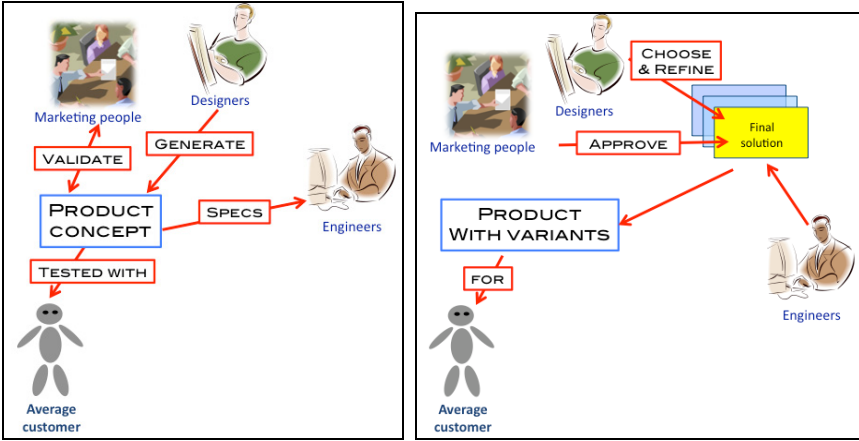 Marketing people
Designers
VALIDATE
GENERATE
PRODUCT
CONCEPT
SPECS
Engineers
TESTED WITH
Average
customer
CHOOSE
& REFINE
Designers
Marketing people
APPROVE
Final
solution
PRODUCT
WITH VARIANTS
FOR
Engineers
Average
customer